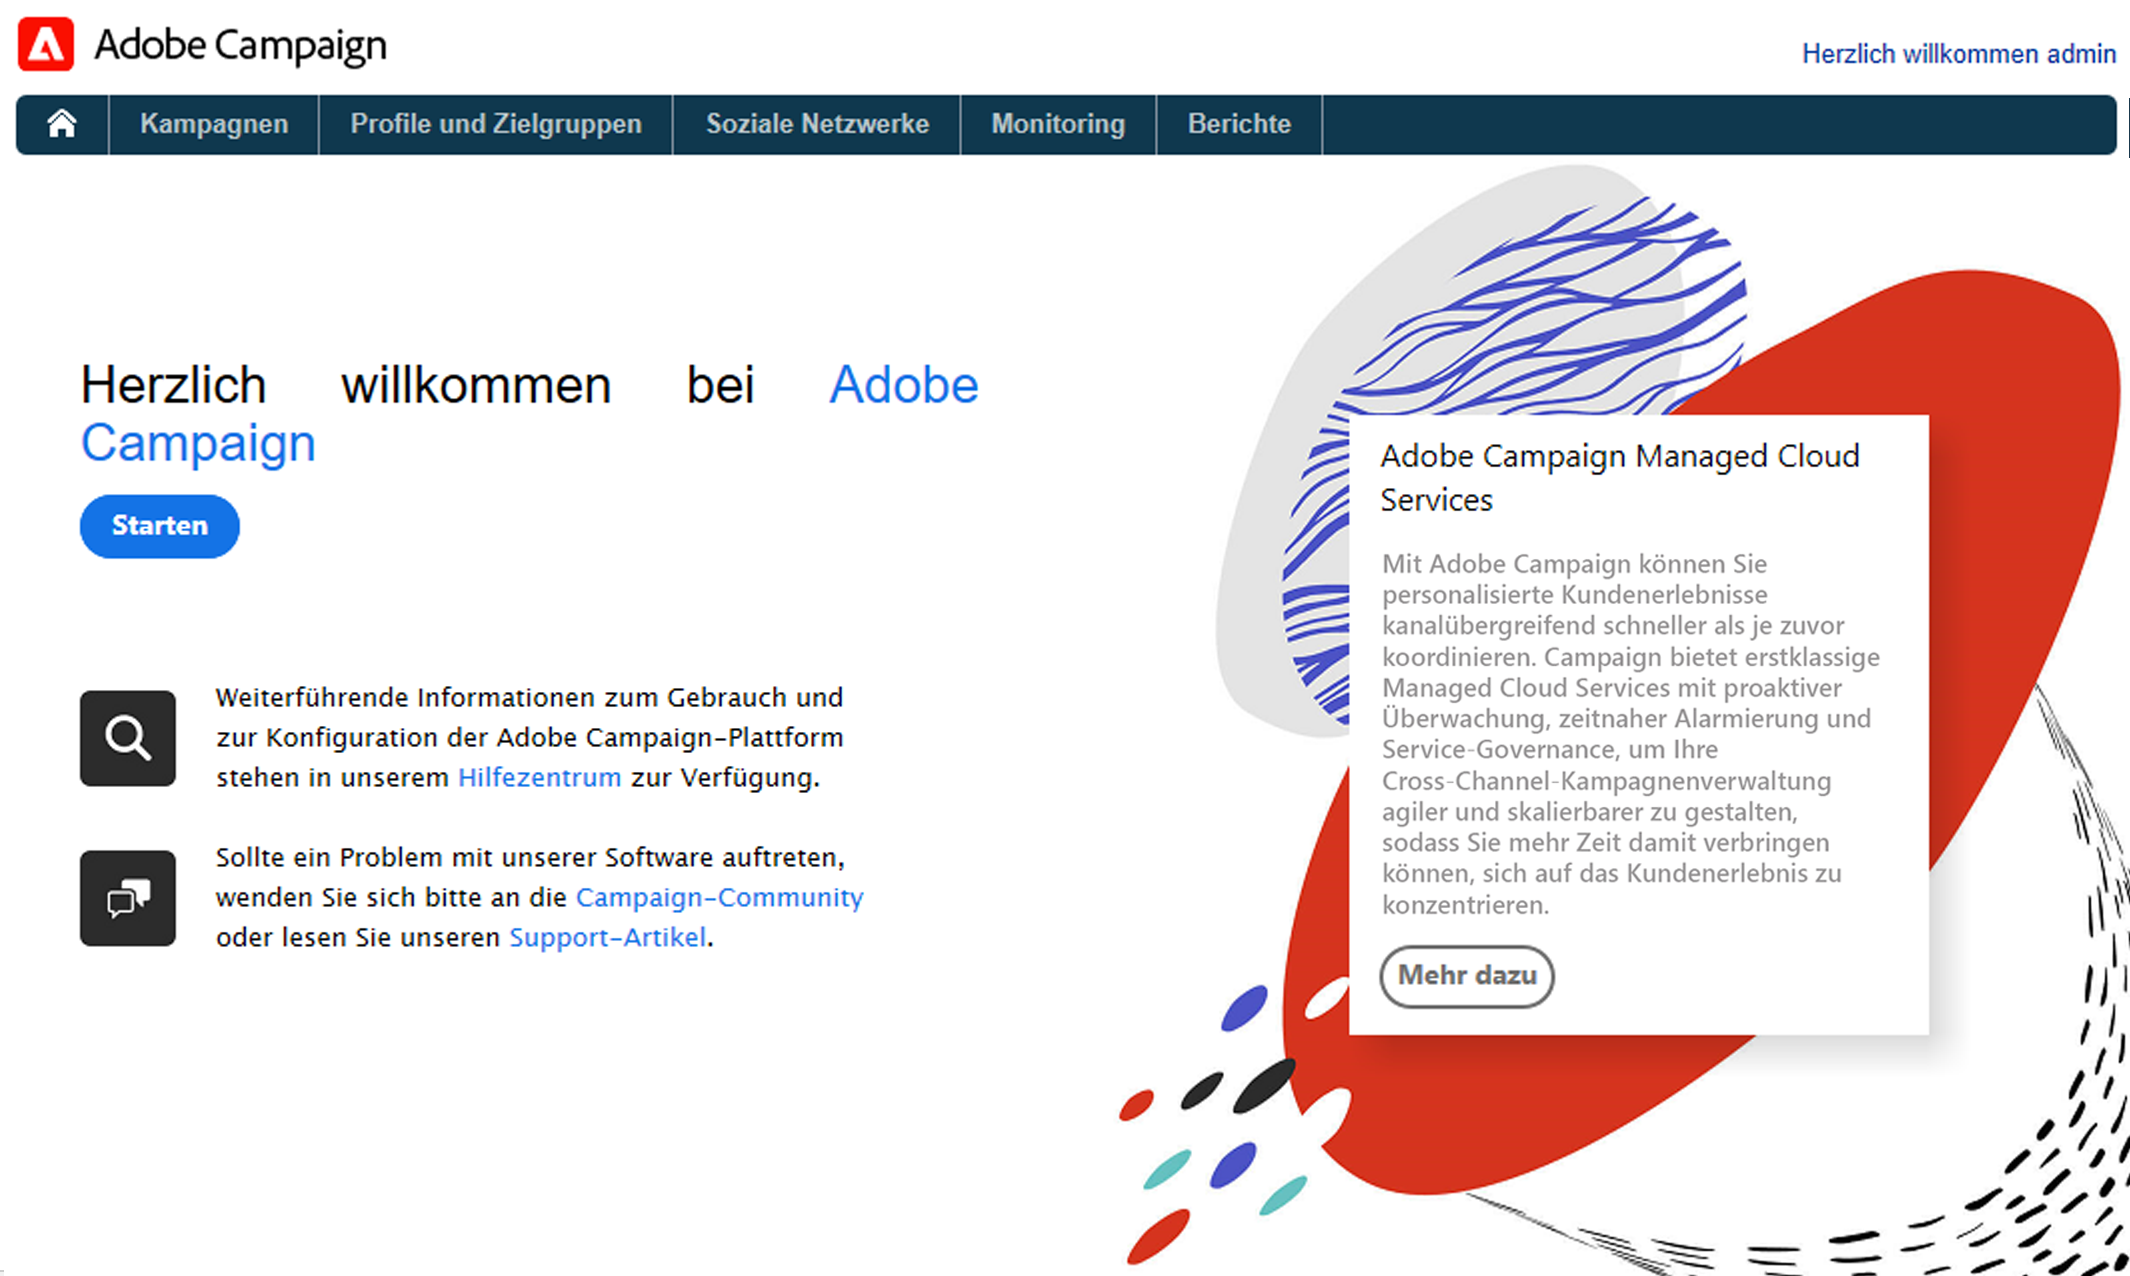 Adobe Campaign
Herzlich willkommen admin
Kampagnen Profile und Zielgruppen Soziale Netzwerke Monitoring Berichte
Herzlich willkommen bei Adobe
Campaign
Starten
Weiterführende Informationen zum Gebrauch und
zur Konfiguration der Adobe Campaign-Plattform
stehen in unserem Hilfezentrum zur Verfügung.
Sollte ein Problem mit unserer Software auftreten,
wenden Sie sich bitte an die Campaign-Community
oder lesen Sie unseren Support-Artikel.
Adobe Campaign Managed Cloud
Services
Mit Adobe Campaign können Sie
personalisierte Kundenerlebnisse
kanalübergreifend schneller als je zuvor
koordinieren. Campaign bietet erstklassige
Managed Cloud Services mit proaktiver
Überwachung, zeitnaher Alarmierung und
Service-Governance, um Ihre
Cross-Channel-Kampagnenverwaltung
agiler und skalierbarer zu gestalten,
sodass Sie mehr Zeit damit verbringen
können, sich auf das Kundenerlebnis zu
konzentrieren.
Mehr dazu